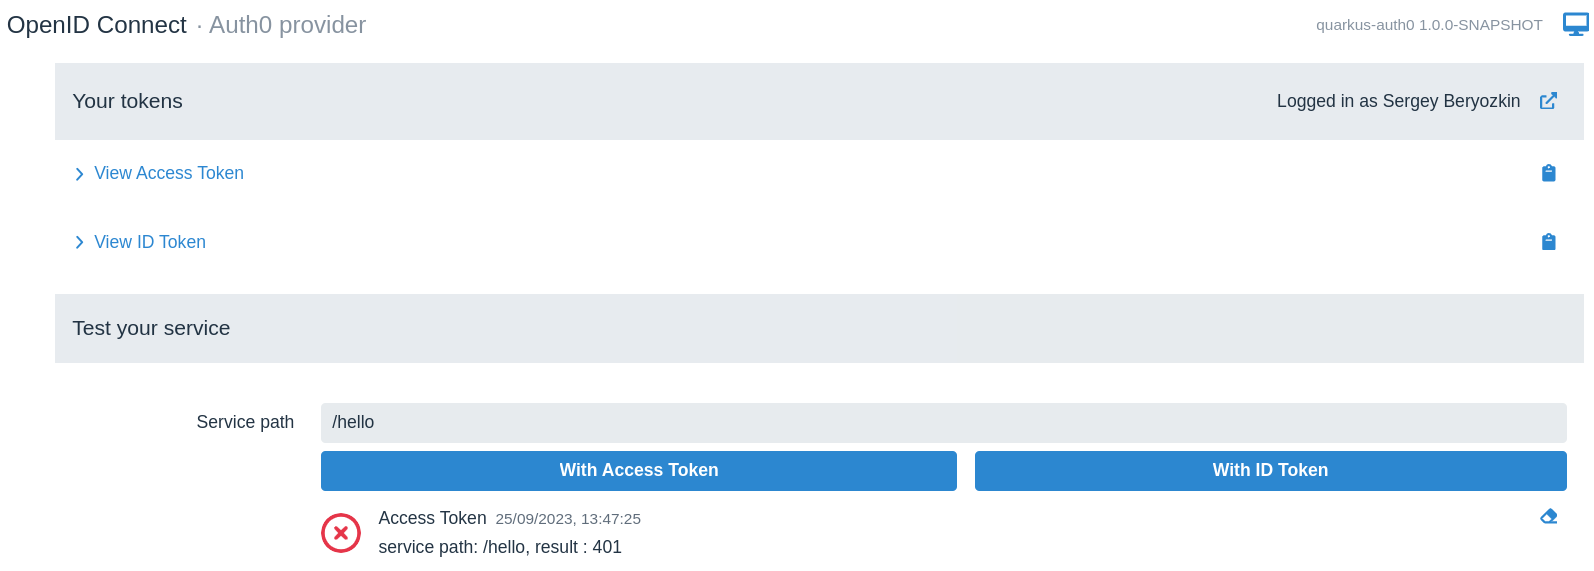 OpenID Connect · Auth0 provider quarkus-auth0 1.0.0-SNAPSHOT
Your tokens Logged in as Sergey Beryozkin
View Access Token
View ID Token
Test your service
Service path /hello
With Access Token With ID Token
Access Token 25/09/2023, 13:47:25
service path: /hello, result : 401